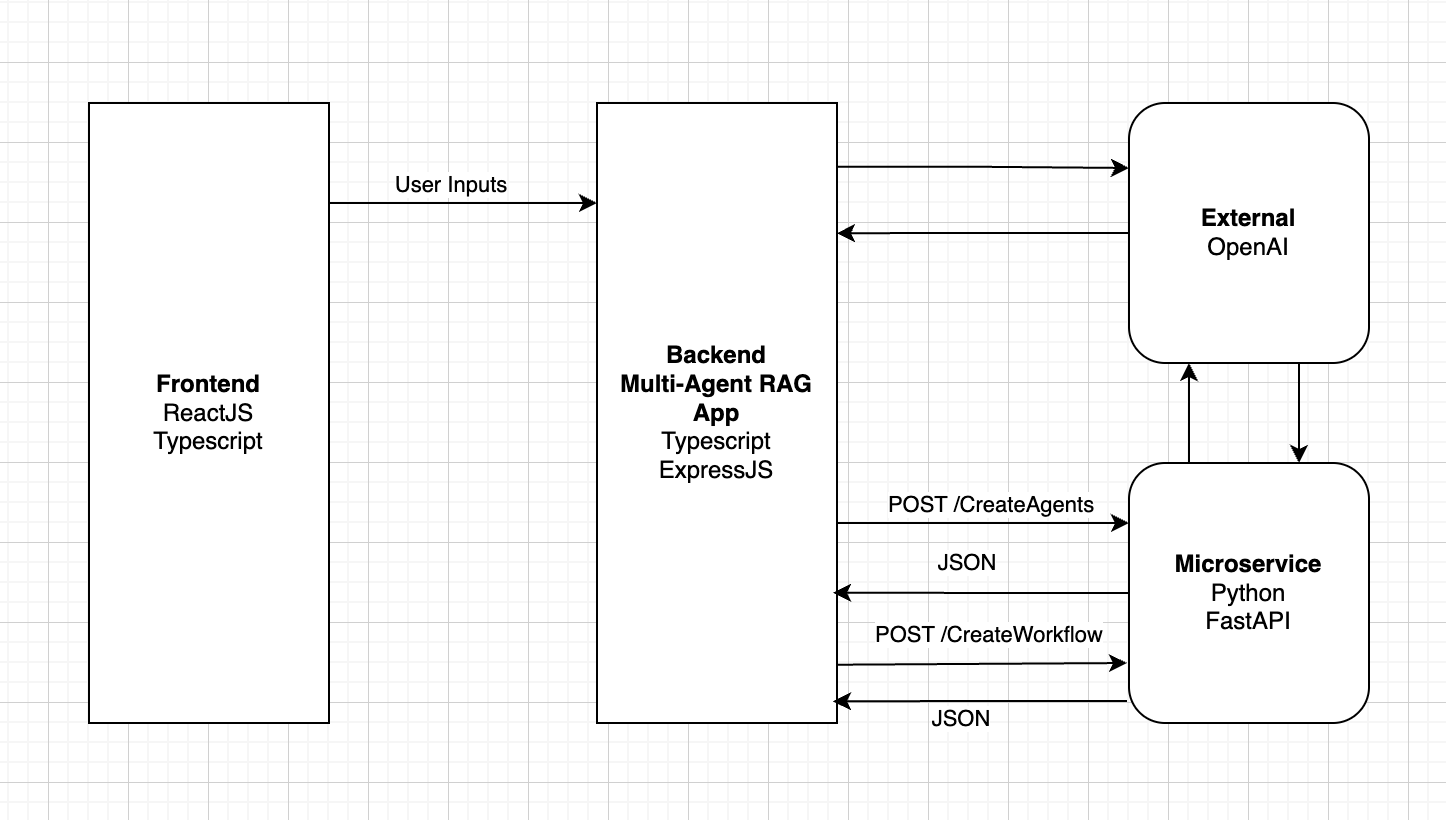 User Inputs
Frontend
ReactJS
Typescript
Backend
Multi-Agent RAG
App
Typescript
ExpressJS
External
OpenAI
POST /CreateAgents
JSON
POST /CreateWorkflow
JSON
Microservice
Python
FastAPI